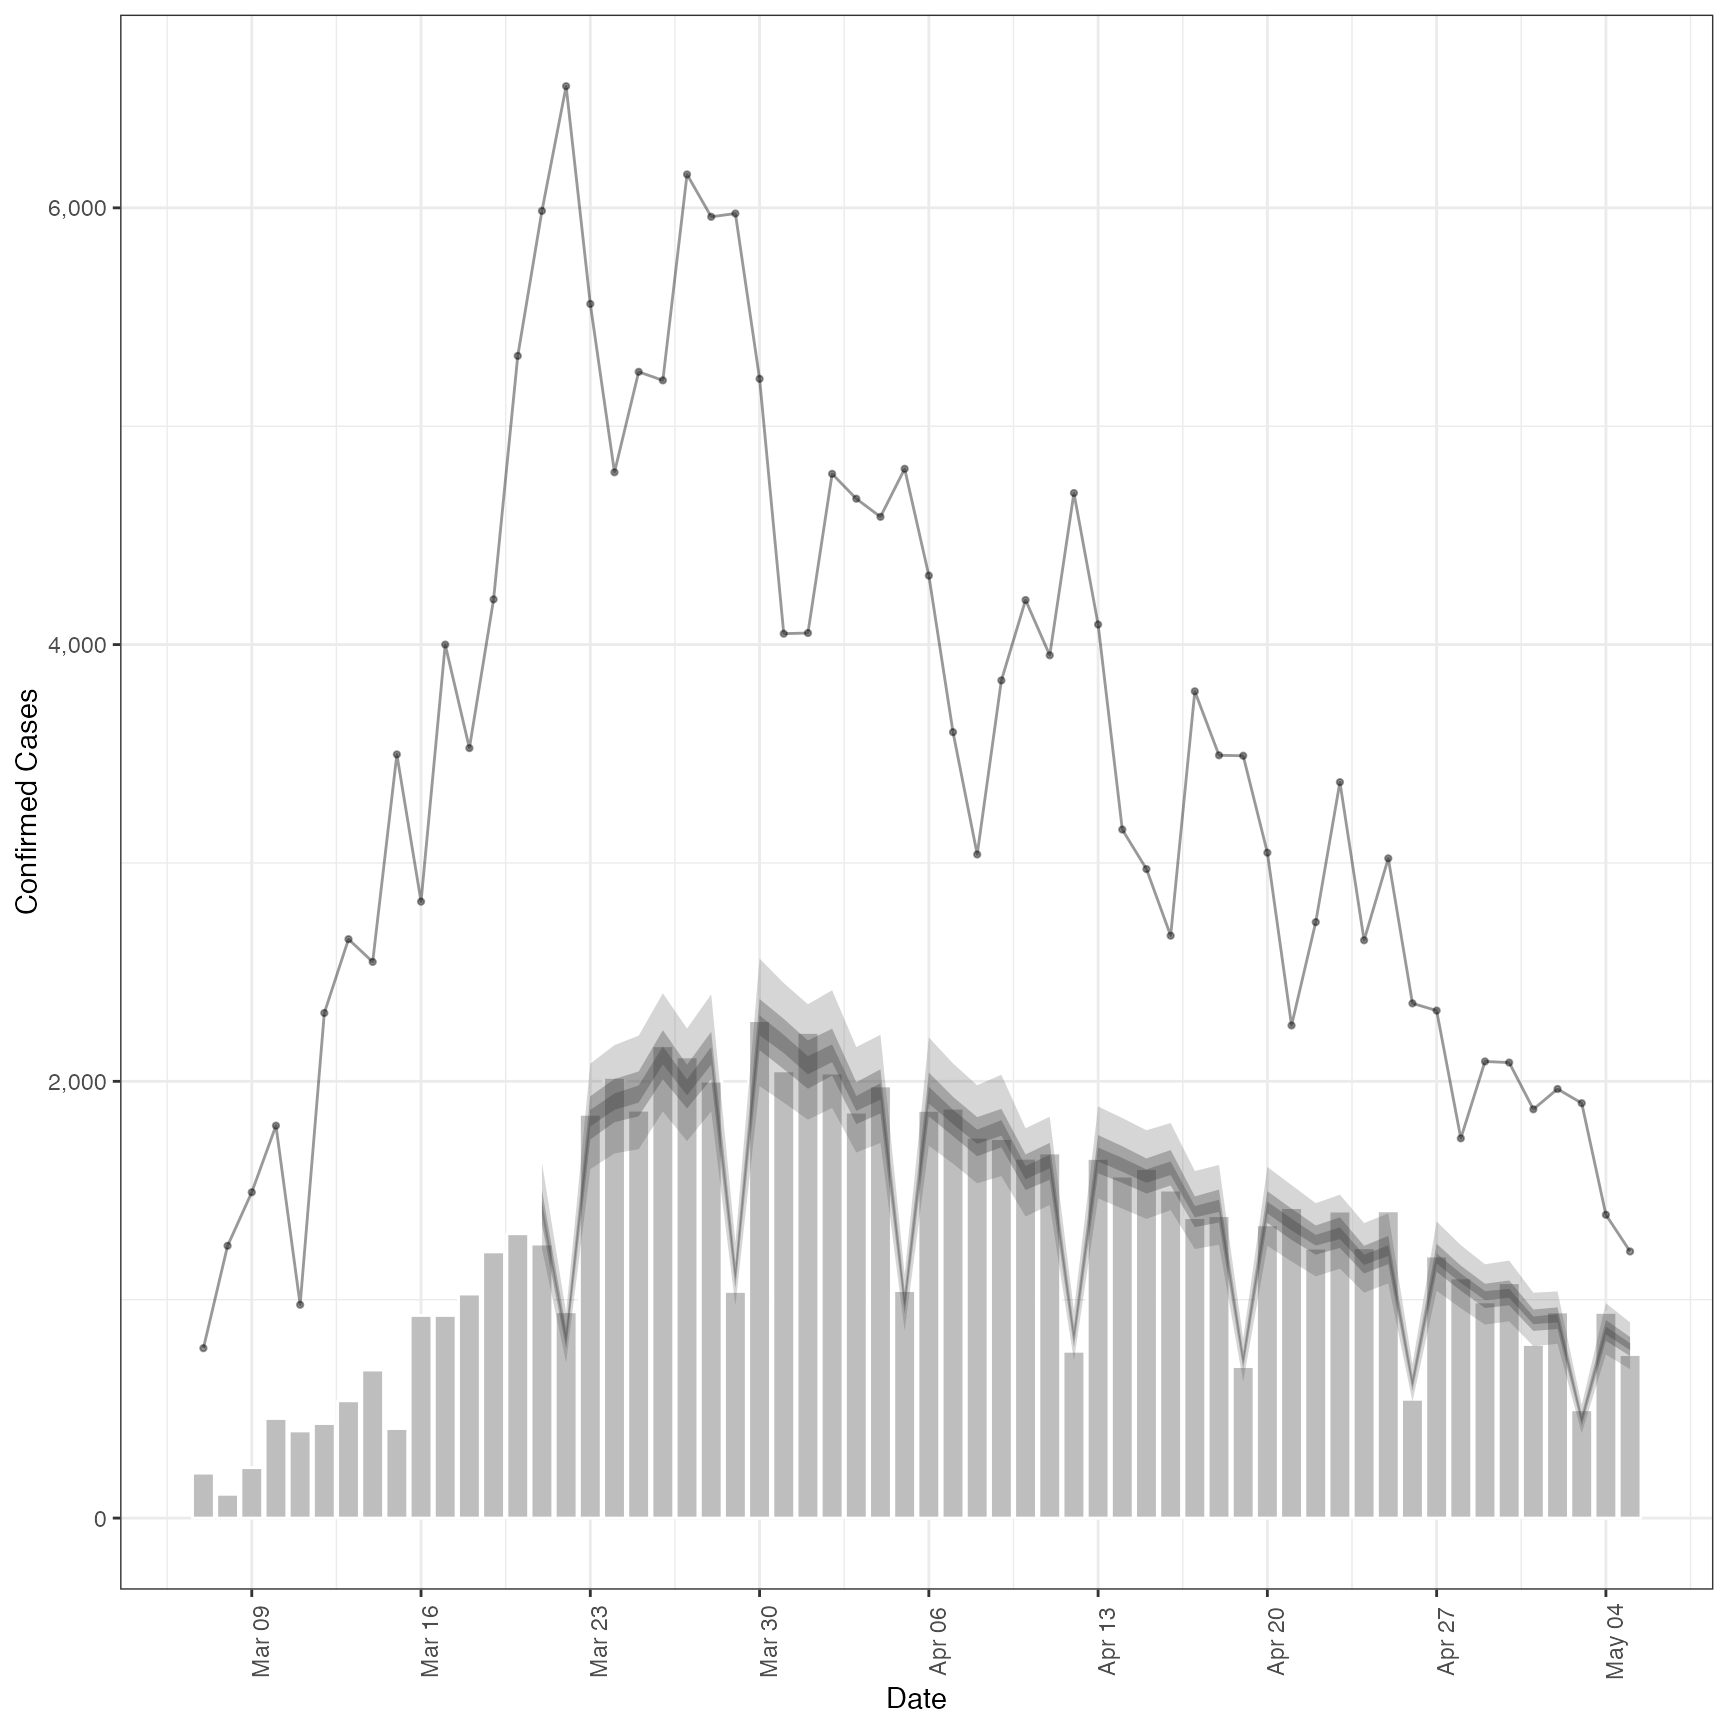 Confirmed Cases
6,000
4,000
2,000
0
Mar 09
Mar 16
Mar 23
Mar 30
Apr 06
Apr 13
Apr 20
Apr 27
May 04
Date